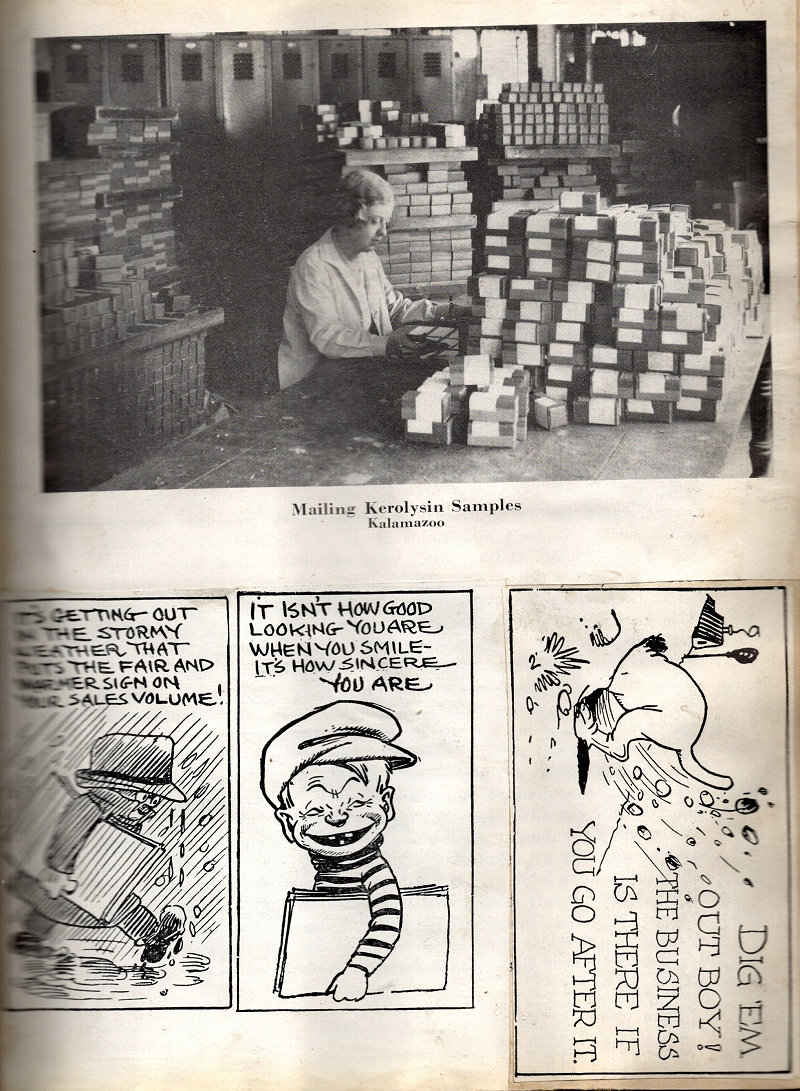 Mailing Kerolysin Samples
Kalamazoo
IT'S GETTING OUT
IN THE STORMY
WEATHER THAT
PUTS THE FAIR AND
WARMER SIGN ON
YOUR SALES VOLUME!
IT ISN'T HOW GOOD
LOOKING YOU ARE
WHEN YOU SMILE-
IT'S HOW SINCERE
YOU ARE
DIG 'EM
OUT BOY!
THE BUSINESS
IS THERE IF
YOU GO AFTER IT.